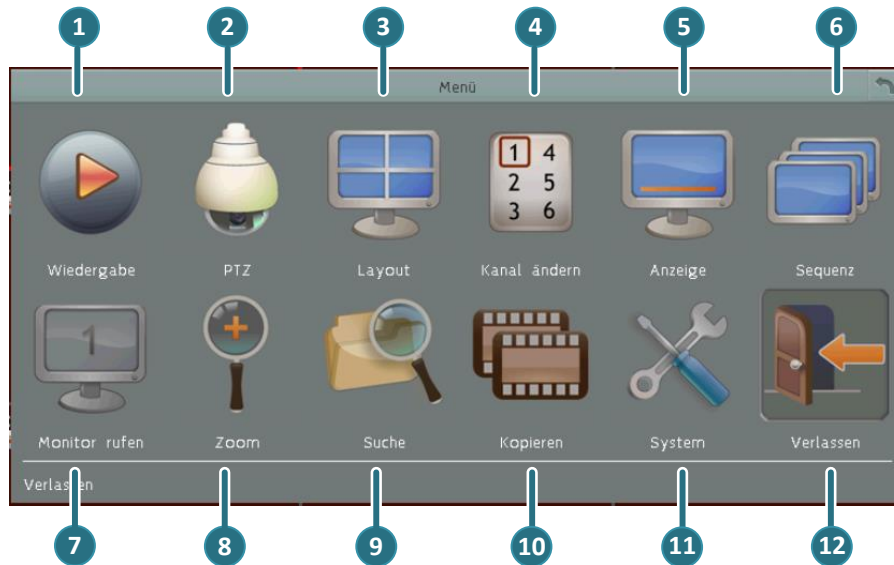 1 2 3 4 5 6
Menü
1 4
2 5
3 6
Wiedergabe PTZ Layout Kanal ändern Anzeige Sequenz
1
Monitor rufen Zoom Suche Kopieren System Verlassen
Verlassen
7 8 9 10 11 12